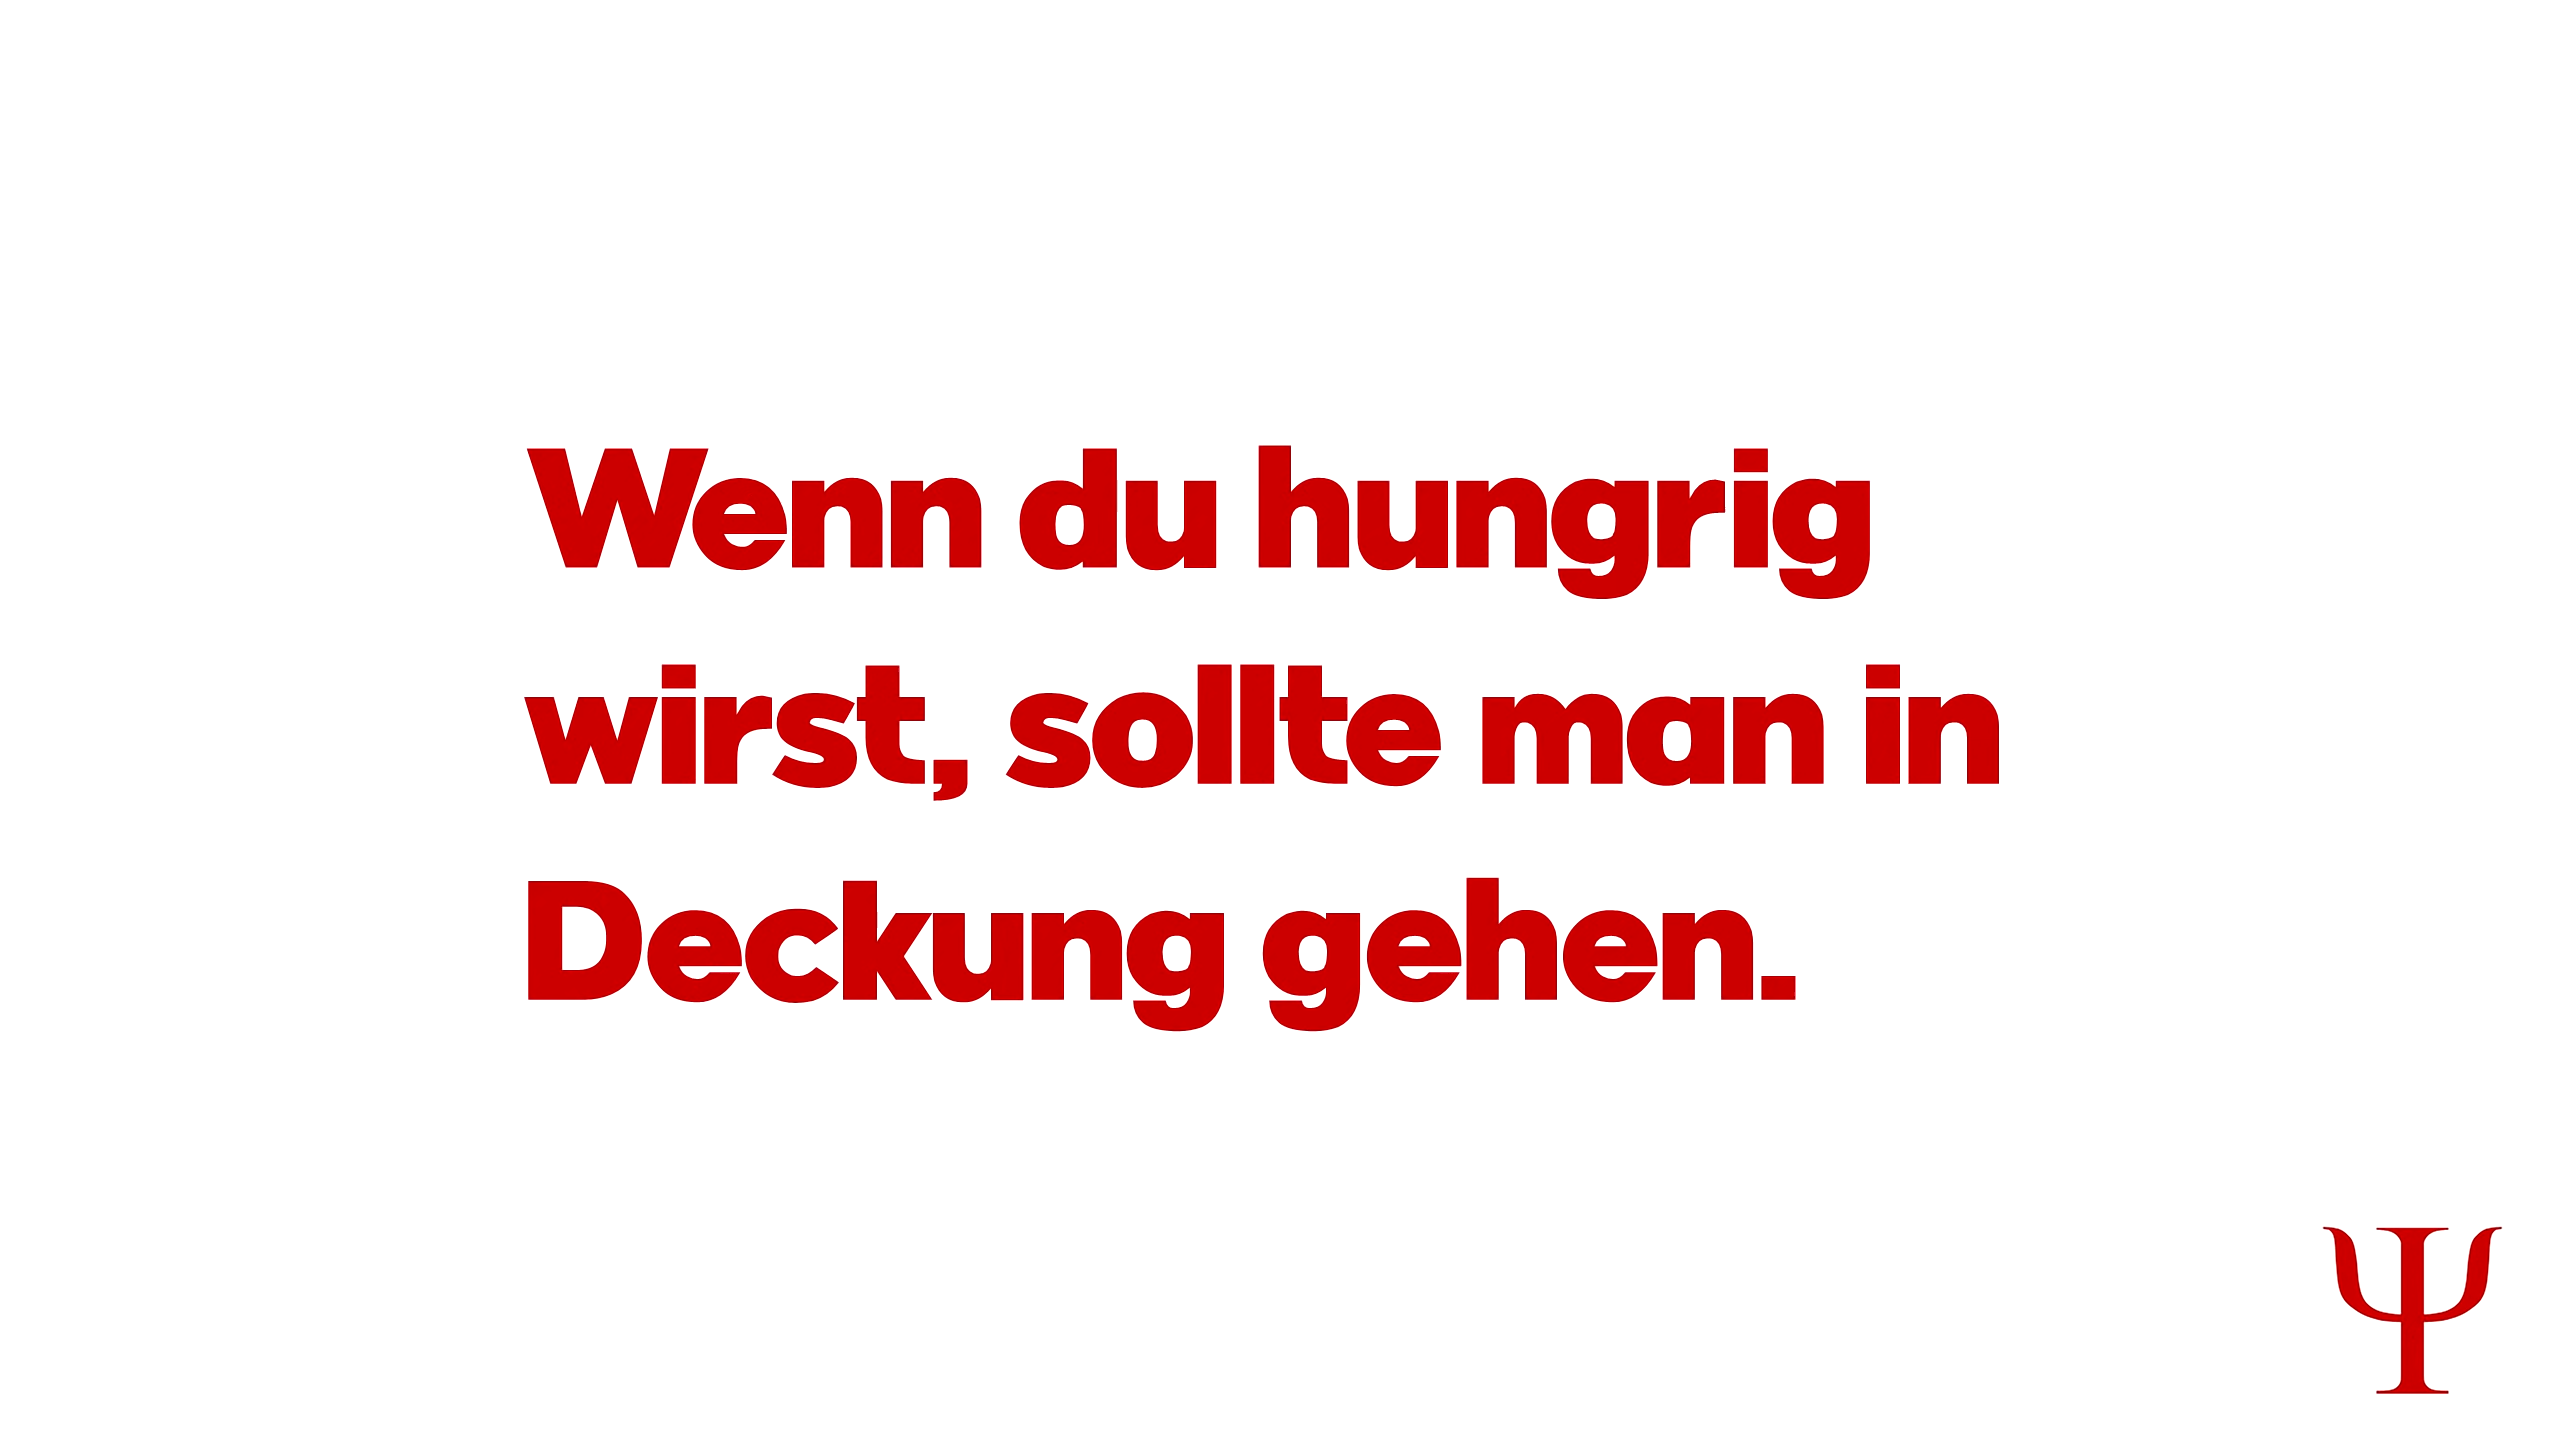 Wenn du hungrig
wirst, sollte man in
Deckung gehen.
Ψ